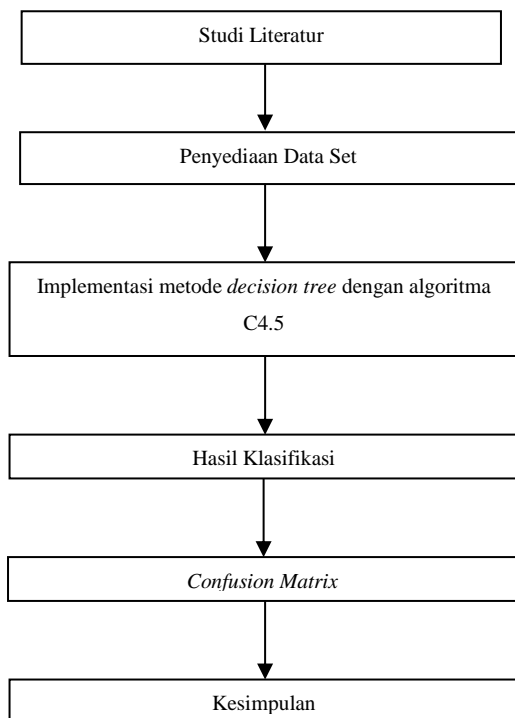 Studi Literatur
Penyediaan Data Set
Implementasi metode decision tree dengan algoritma
C4.5
Hasil Klasifikasi
Confusion Matrix
Kesimpulan